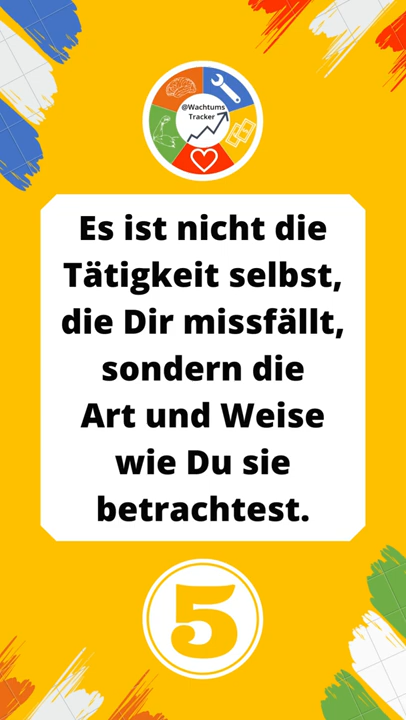 @Wachtums
Tracker
Es ist nicht die
Tätigkeit selbst,
die Dir missfällt,
sondern die
Art und Weise
wie Du sie
betrachtest.
5